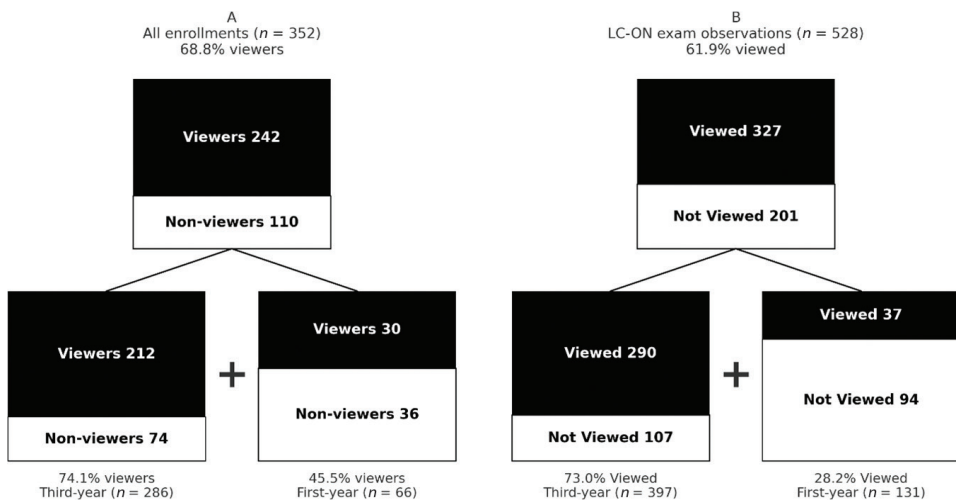 A
All enrollments (n = 352)
68.8% viewers
Viewers 242
Non-viewers 110
Viewers 212
Non-viewers 74
74.1% viewers
Third-year (n = 286)
+
Viewers 30
Non-viewers 36
45.5% viewers
First-year (n = 66)
B
LC-ON exam observations (n = 528)
61.9% viewed
Viewed 327
Not Viewed 201
Viewed 290
Not Viewed 107
73.0% Viewed
Third-year (n = 397)
+
Viewed 37
Not Viewed 94
28.2% Viewed
First-year (n = 131)